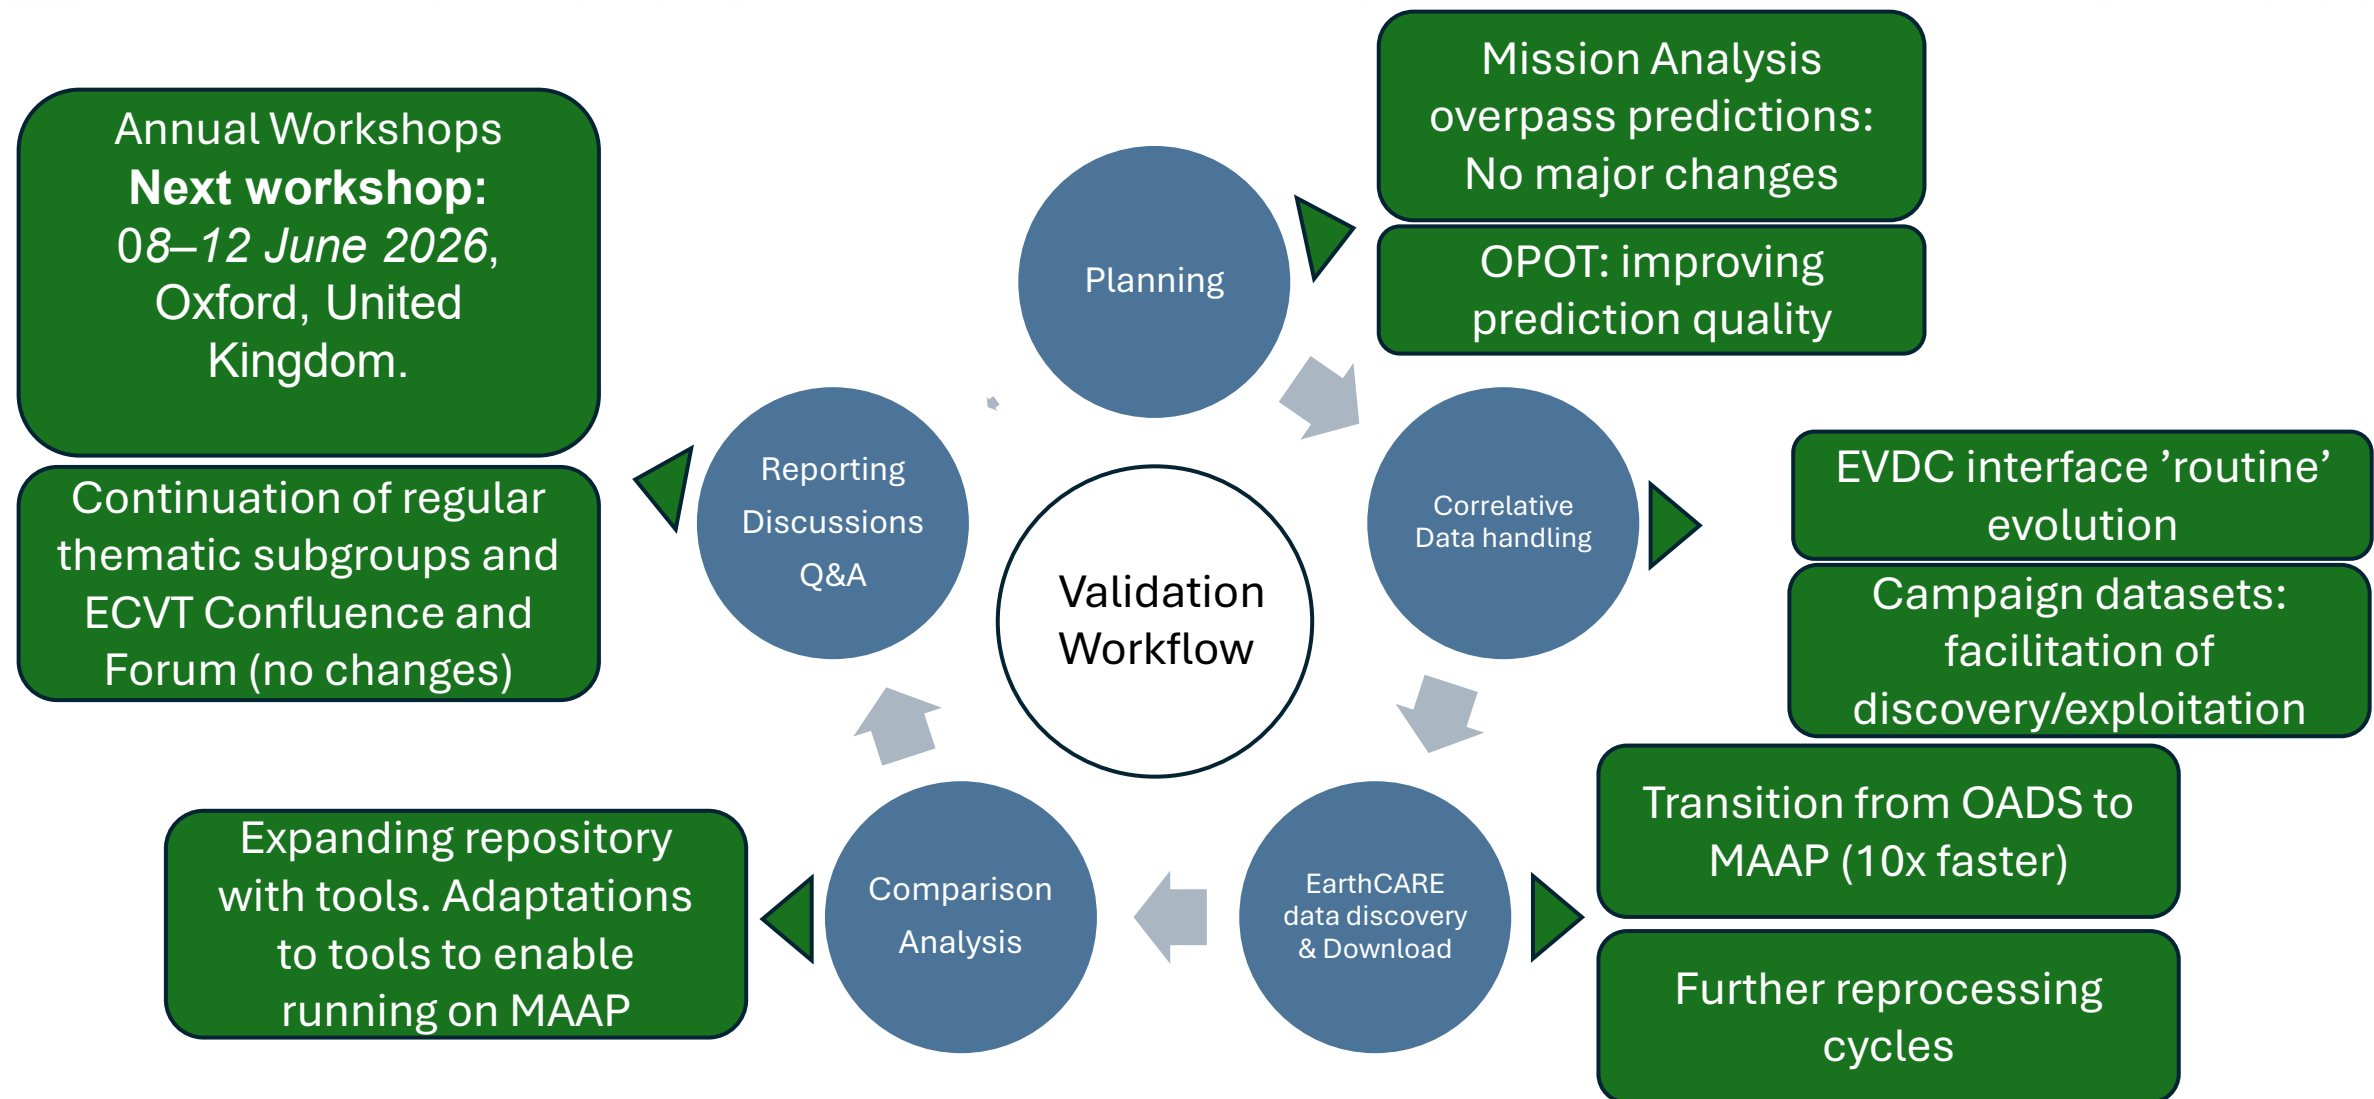 Mission Analysis
overpass predictions:
No major changes
OPOT: improving
prediction quality
Annual Workshops
Next workshop:
08–12 June 2026,
Oxford, United
Kingdom.
Continuation of regular
thematic subgroups and
ECVT Confluence and
Forum (no changes)
Planning
Reporting
Discussions
Q&A
Correlative
Data handling
EVDC interface ’routine’
evolution
Campaign datasets:
facilitation of
discovery/exploitation
Validation
Workflow
Transition from OADS to
MAAP (10x faster)
Further reprocessing
cycles
EarthCARE
data discovery
& Download
Comparison
Analysis
Expanding repository
with tools. Adaptations
to tools to enable
running on MAAP